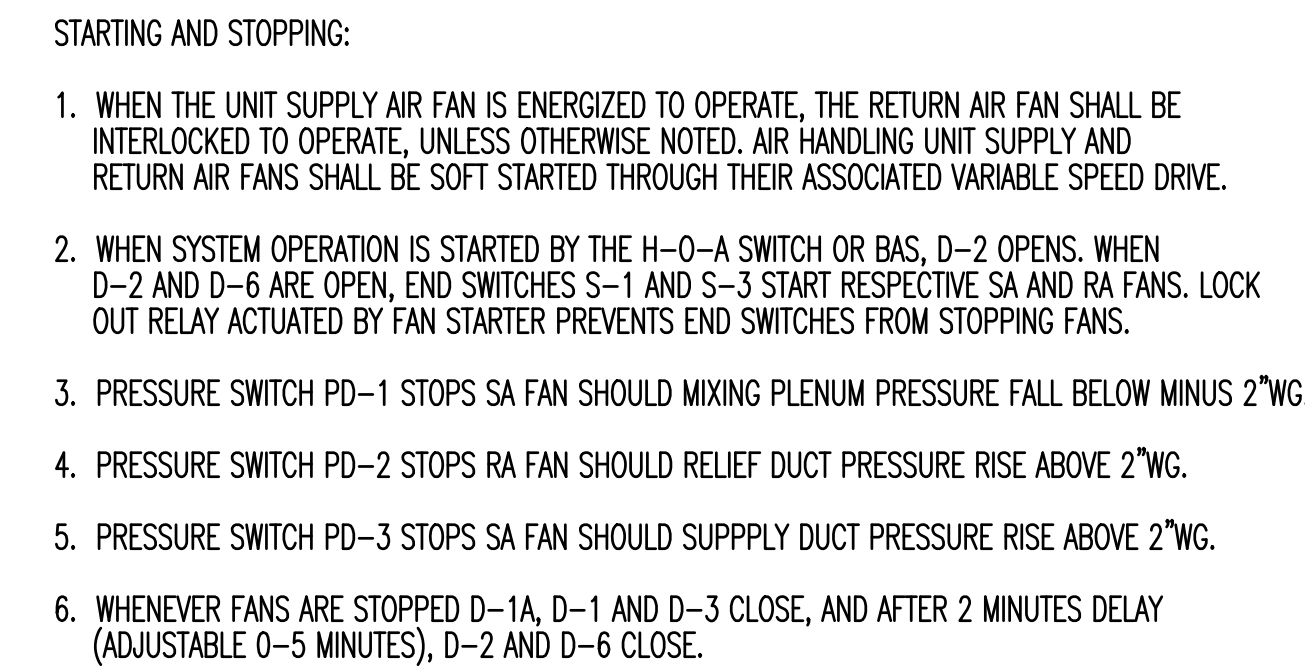 STARTING AND STOPPING:
1. WHEN THE UNIT SUPPLY AIR FAN IS ENERGIZED TO OPERATE, THE RETURN AIR FAN SHALL BE
INTERLOCKED TO OPERATE, UNLESS OTHERWISE NOTED. AIR HANDLING UNIT SUPPLY AND
RETURN AIR FANS SHALL BE SOFT STARTED THROUGH THEIR ASSOCIATED VARIABLE SPEED DRIVE.
2. WHEN SYSTEM OPERATION IS STARTED BY THE H-O-A SWITCH OR BAS, D-2 OPENS. WHEN
D-2 AND D-6 ARE OPEN, END SWITCHES S-1 AND S-3 START RESPECTIVE SA AND RA FANS. LOCK
OUT RELAY ACTUATED BY FAN STARTER PREVENTS END SWITCHES FROM STOPPING FANS.
3. PRESSURE SWITCH PD-1 STOPS SA FAN SHOULD MIXING PLENUM PRESSURE FALL BELOW MINUS 2"WG.
4. PRESSURE SWITCH PD-2 STOPS RA FAN SHOULD RELIEF DUCT PRESSURE RISE ABOVE 2"WG.
5. PRESSURE SWITCH PD-3 STOPS SA FAN SHOULD SUPPPLY DUCT PRESSURE RISE ABOVE 2"WG.
6. WHENEVER FANS ARE STOPPED D-1A, D-1 AND D-3 CLOSE, AND AFTER 2 MINUTES DELAY
(ADJUSTABLE 0-5 MINUTES), D-2 AND D-6 CLOSE.